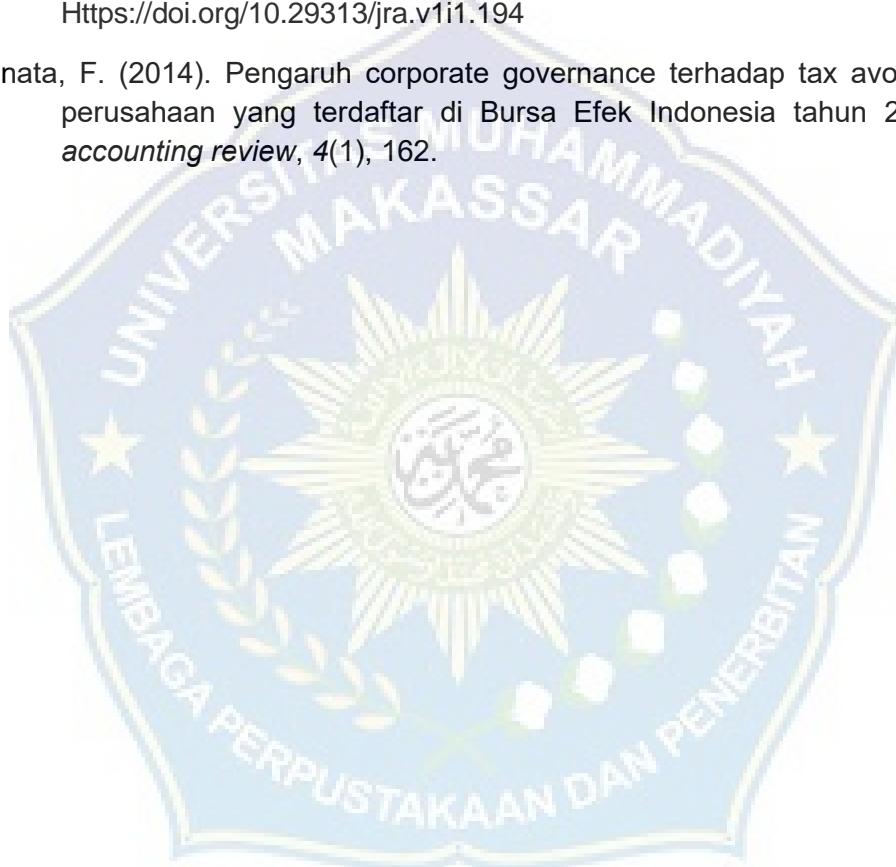 Https://doi.org/10.29313/jra.v1i1.194
nata, F. (2014). Pengaruh corporate governance terhadap tax avo
perusahaan yang terdaftar di Bursa Efek Indonesia tahun 2
accounting review, 4(1), 162.
UNIVERSITAS MUHAMMADIYAH
MAKASSAR
LEMBAGA PERPUSTAKAAN DAN PENERBITAN